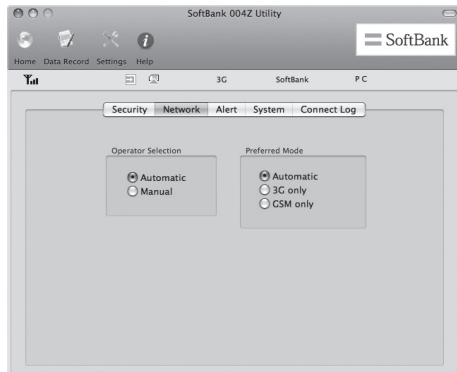 SoftBank 004Z Utility
SoftBank
Home Data Record Settings Help
3G SoftBank P C
Security Network Alert System Connect Log
Operator Selection Preferred Mode
Automatic Automatic
Manual 3G only
GSM only